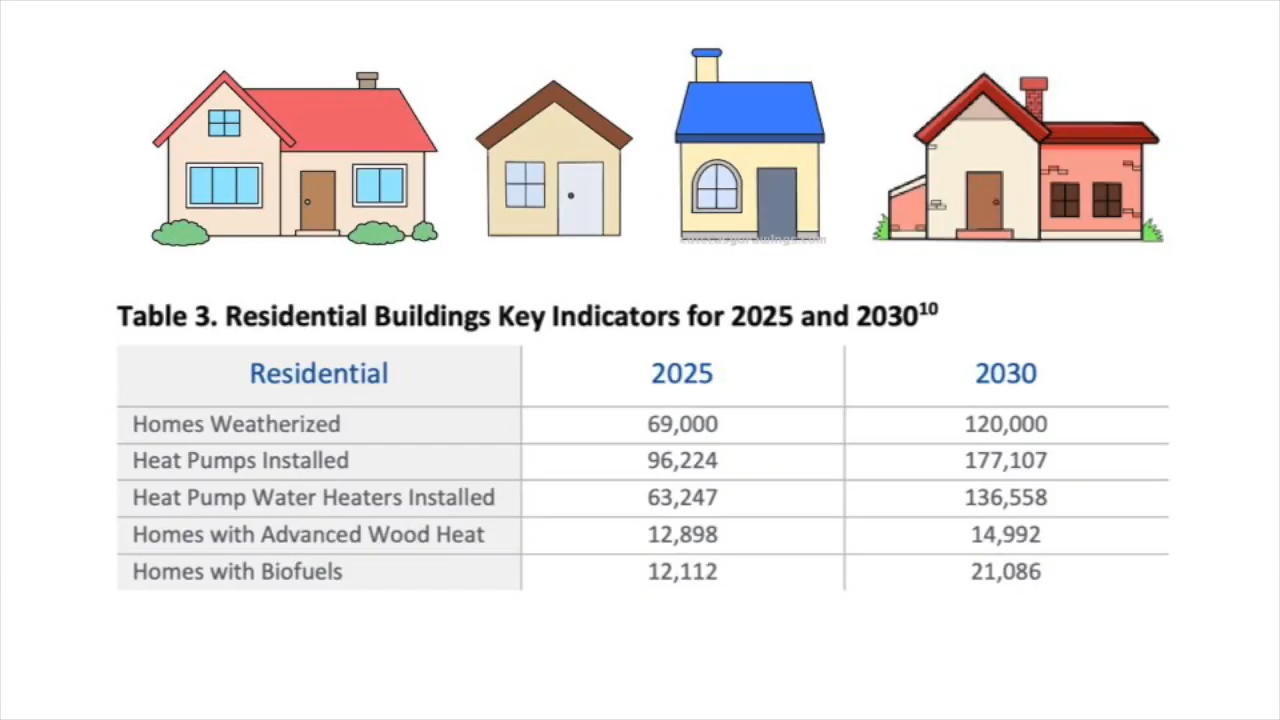 Table 3. Residential Buildings Key Indicators for 2025 and 2030¹⁰
Residential 2025 2030
Homes Weatherized 69,000 120,000
Heat Pumps Installed 96,224 177,107
Heat Pump Water Heaters Installed 63,247 136,558
Homes with Advanced Wood Heat 12,898 14,992
Homes with Biofuels 12,112 21,086